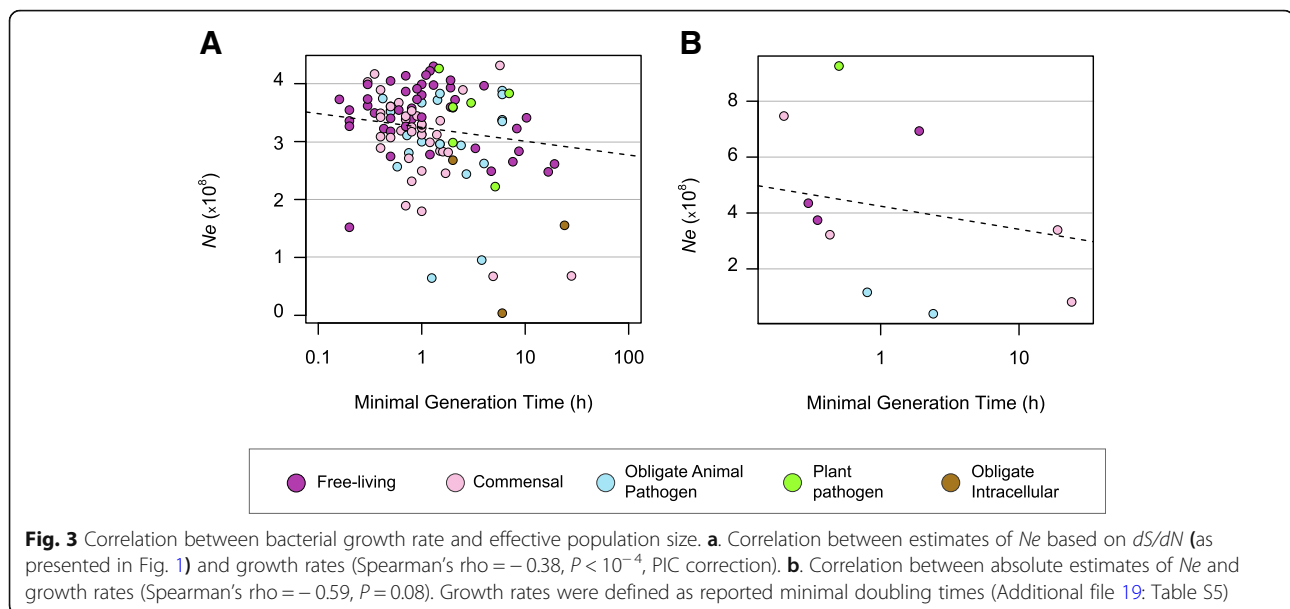 A
B
4
3
2
1
0
Ne (×10⁸)
0.1 1 10 100
Minimal Generation Time (h)
8
6
4
2
Ne (×10⁸)
1 10
Minimal Generation Time (h)
Free-living
Commensal
Obligate Animal
Pathogen
Plant
pathogen
Obligate
Intracellular
Fig. 3 Correlation between bacterial growth rate and effective population size. a. Correlation between estimates of Ne based on dS/dN (as
presented in Fig. 1) and growth rates (Spearman's rho = − 0.38, P < 10⁻⁴, PIC correction). b. Correlation between absolute estimates of Ne and
growth rates (Spearman's rho = − 0.59, P = 0.08). Growth rates were defined as reported minimal doubling times (Additional file 19: Table S5)